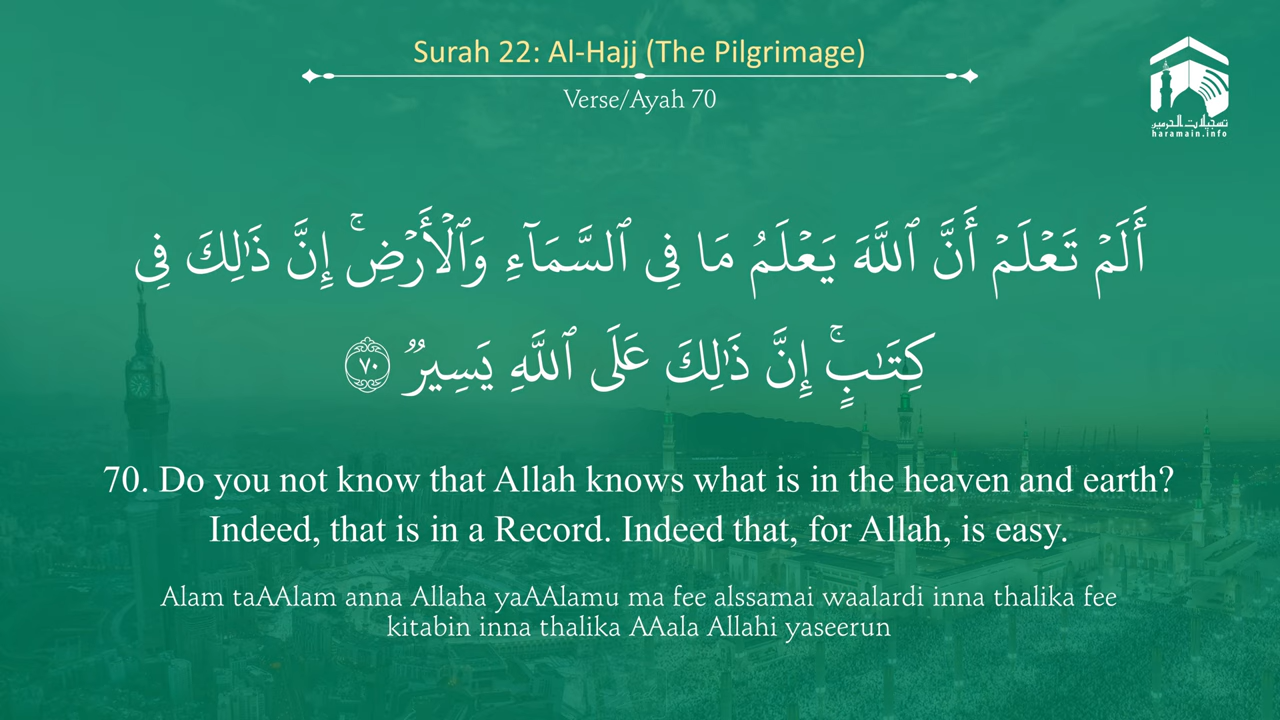 Surah 22: Al-Hajj (The Pilgrimage)
Verse/Ayah 70
تسجيلات الحرمين
haramain.info
أَلَمْ تَعْلَمْ أَنَّ ٱللَّهَ يَعْلَمُ مَا فِى ٱلسَّمَآءِ وَٱلْأَرْضِ ۚ إِنَّ ذَٰلِكَ فِى
كِتَـٰبٍ ۚ إِنَّ ذَٰلِكَ عَلَى ٱللَّهِ يَسِيرٌ ٧٠
70. Do you not know that Allah knows what is in the heaven and earth?
Indeed, that is in a Record. Indeed that, for Allah, is easy.
Alam taAAlam anna Allaha yaAAlamu ma fee alssamai waalardi inna thalika fee
kitabin inna thalika AAala Allahi yaseerun